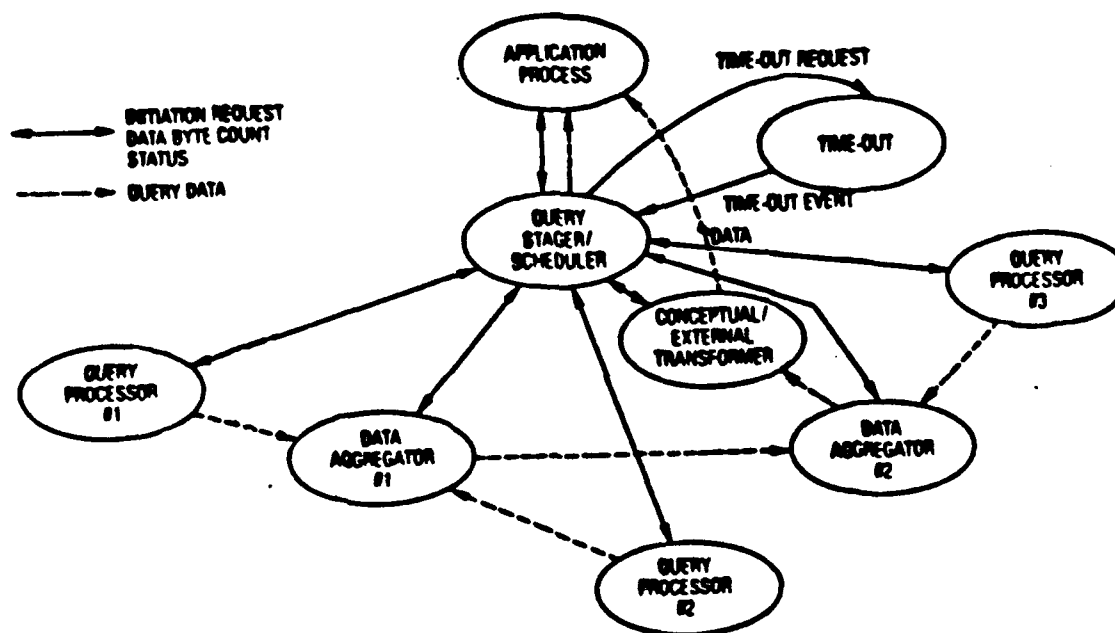 APPLICATION
PROCESS
TIME-OUT REQUEST
INITIATION REQUEST
DATA BYTE COUNT
STATUS
QUERY DATA
TIME-OUT
TIME-OUT EVENT
QUERY
STAGER/
SCHEDULER
DATA
QUERY
PROCESSOR
#3
CONCEPTUAL/
EXTERNAL
TRANSFORMER
QUERY
PROCESSOR
#1
DATA
AGGREGATOR
#1
DATA
AGGREGATOR
#2
QUERY
PROCESSOR
#2